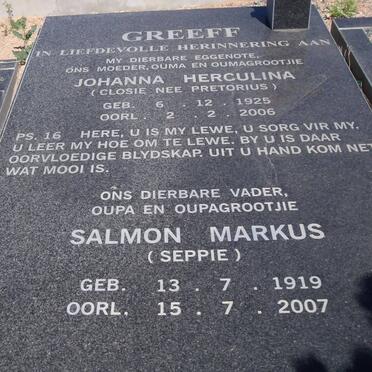 GREEFF
IN LIEFDEVOLLE HERINNERING AAN
MY DIERBARE EGGENOTE,
ONS MOEDER, OUMA EN OUMAGROOTJIE
JOHANNA HERCULINA
(CLOSIE NEE PRETORIUS)
GEB. 6 . 12 . 1925
OORL. 2 . 2 . 2006
PS. 16 HERE, U IS MY LEWE, U SORG VIR MY.
U LEER MY HOE OM TE LEWE. BY U IS DAAR
OORVLOEDIGE BLYDSKAP. UIT U HAND KOM NET
WAT MOOI IS.
ONS DIERBARE VADER,
OUPA EN OUPAGROOTJIE
SALMON MARKUS
(SEPPIE)
GEB. 13 . 7 . 1919
OORL. 15 . 7 . 2007